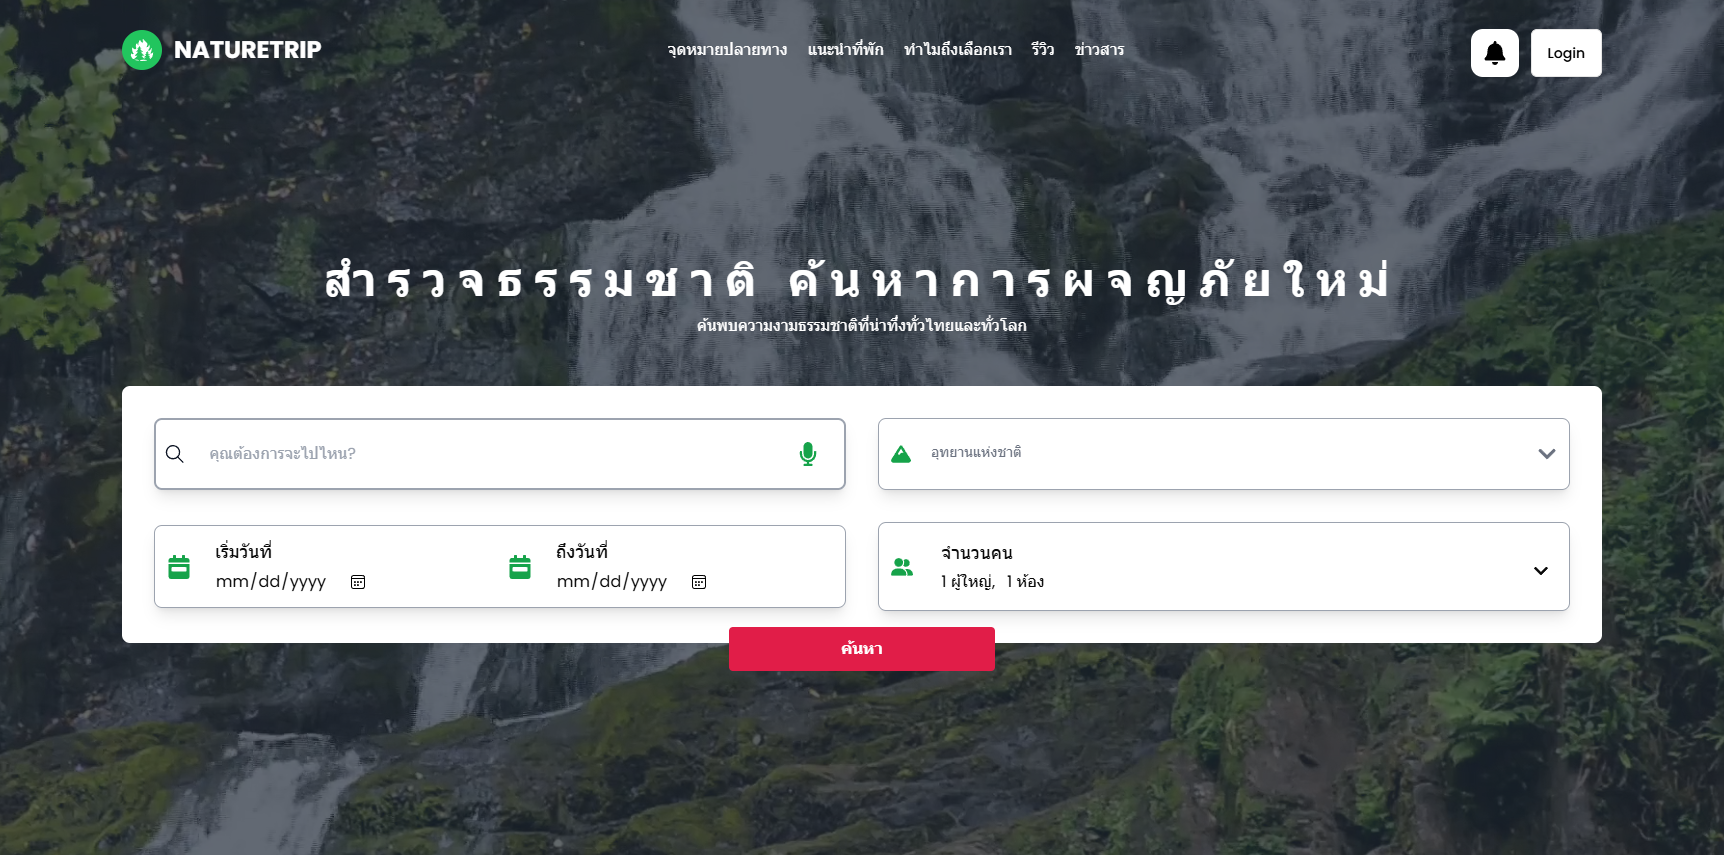 NATURETRIP
จุดหมายปลายทาง แนะนำที่พัก ทำไมถึงเลือกเรา รีวิว ข่าวสาร
Login
สำรวจธรรมชาติ ค้นหาการผจญภัยใหม่
ค้นพบความงามธรรมชาติที่น่าทึ่งทั่วไทยและทั่วโลก
คุณต้องการจะไปไหน?
อุทยานแห่งชาติ
เริ่มวันที่
mm/dd/yyyy
ถึงวันที่
mm/dd/yyyy
จำนวนคน
1 ผู้ใหญ่, 1 ห้อง
ค้นหา